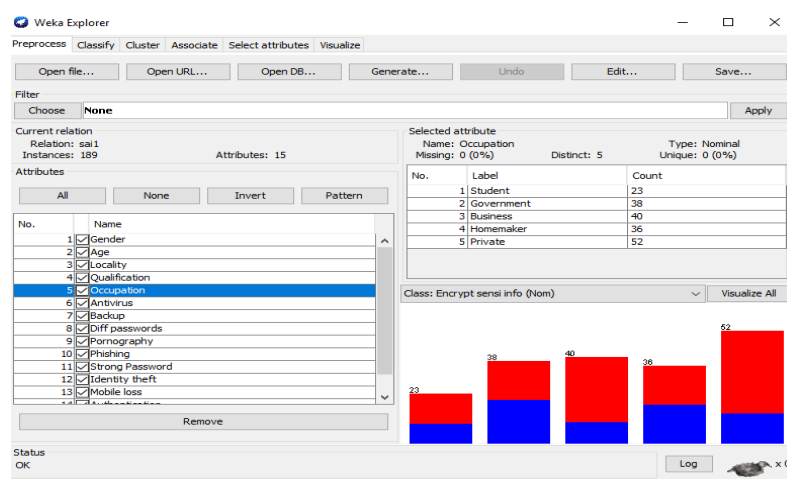 Weka Explorer
Preprocess Classify Cluster Associate Select attributes Visualize
Open file... Open URL... Open DB... Generate... Undo Edit... Save...
Filter
Choose None Apply
Current relation
Relation: sai1
Instances: 189 Attributes: 15
Attributes
All None Invert Pattern
No. Name
1 Gender
2 Age
3 Locality
4 Qualification
5 Occupation
6 Antivirus
7 Backup
8 Diff passwords
9 Pornography
10 Phishing
11 Strong Password
12 Identity theft
13 Mobile loss
14 Authentication
Remove
Selected attribute
Name: Occupation Type: Nominal
Missing: 0 (0%) Distinct: 5 Unique: 0 (0%)
No. Label Count
1 Student 23
2 Government 38
3 Business 40
4 Homemaker 36
5 Private 52
Class: Encrypt sensi info (Nom) Visualize All
23 38 40 36 52
Status
OK
Log x 0